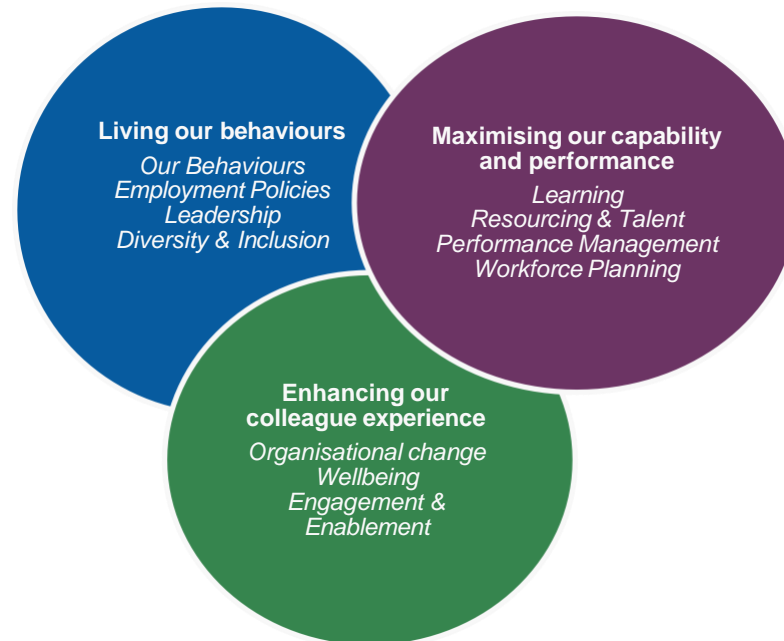 Living our behaviours
Our Behaviours
Employment Policies
Leadership
Diversity & Inclusion
Maximising our capability
and performance
Learning
Resourcing & Talent
Performance Management
Workforce Planning
Enhancing our
colleague experience
Organisational change
Wellbeing
Engagement &
Enablement